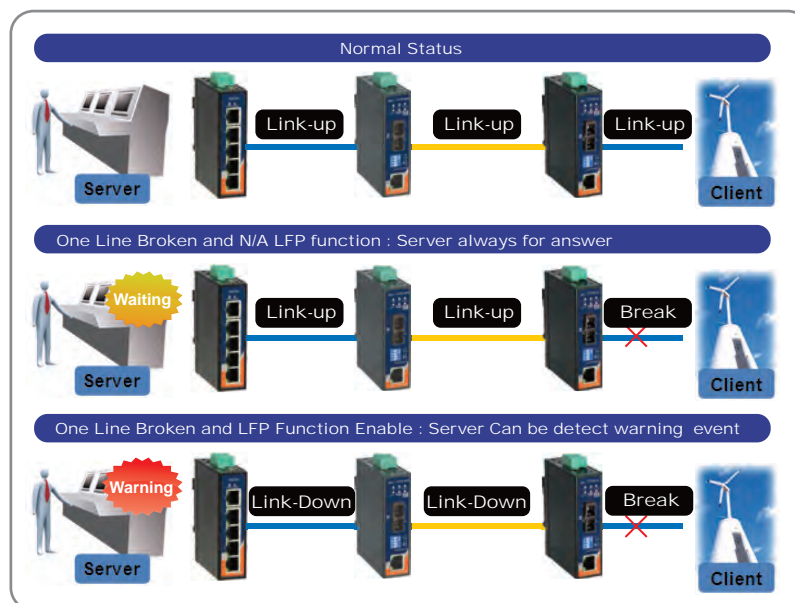 Normal Status
Link-up
Link-up
Link-up
Server
Client
One Line Broken and N/A LFP function : Server always for answer
Waiting
Link-up
Link-up
Break
Server
Client
One Line Broken and LFP Function Enable : Server Can be detect warning event
Warning
Link-Down
Link-Down
Break
Server
Client